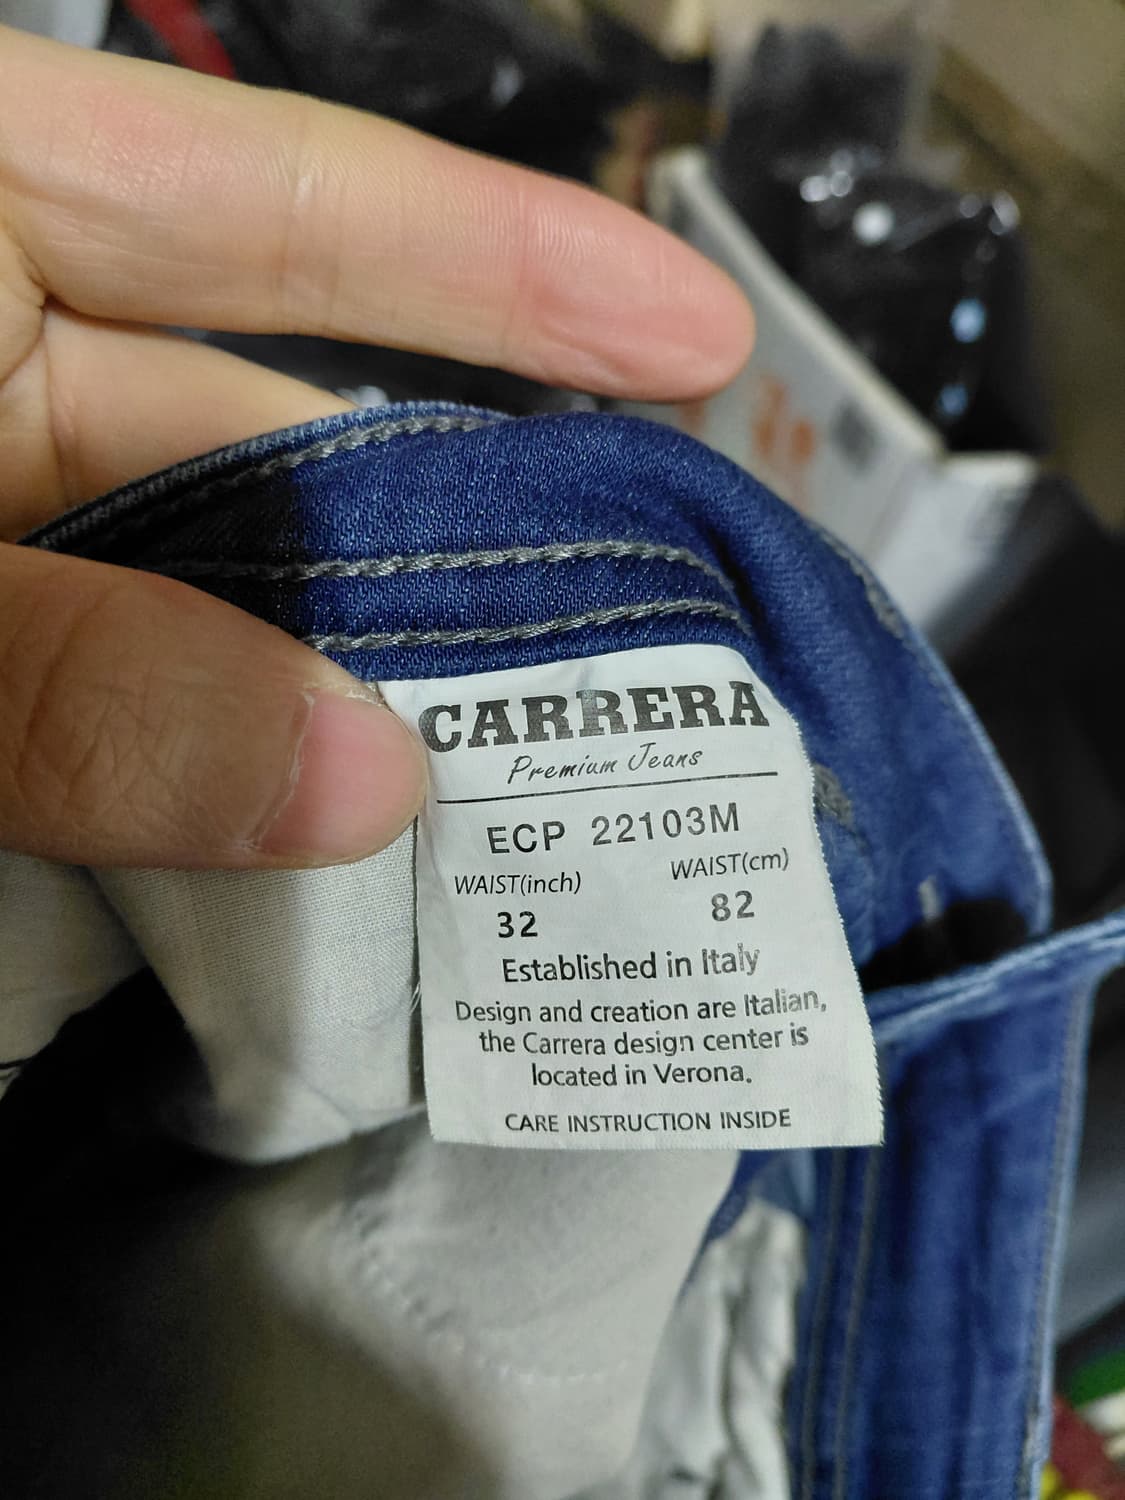 CARRERA
Premium Jeans
ECP 22103M
WAIST(inch) WAIST(cm)
32 82
Established in Italy
Design and creation are Italian,
the Carrera design center is
located in Verona.
CARE INSTRUCTION INSIDE